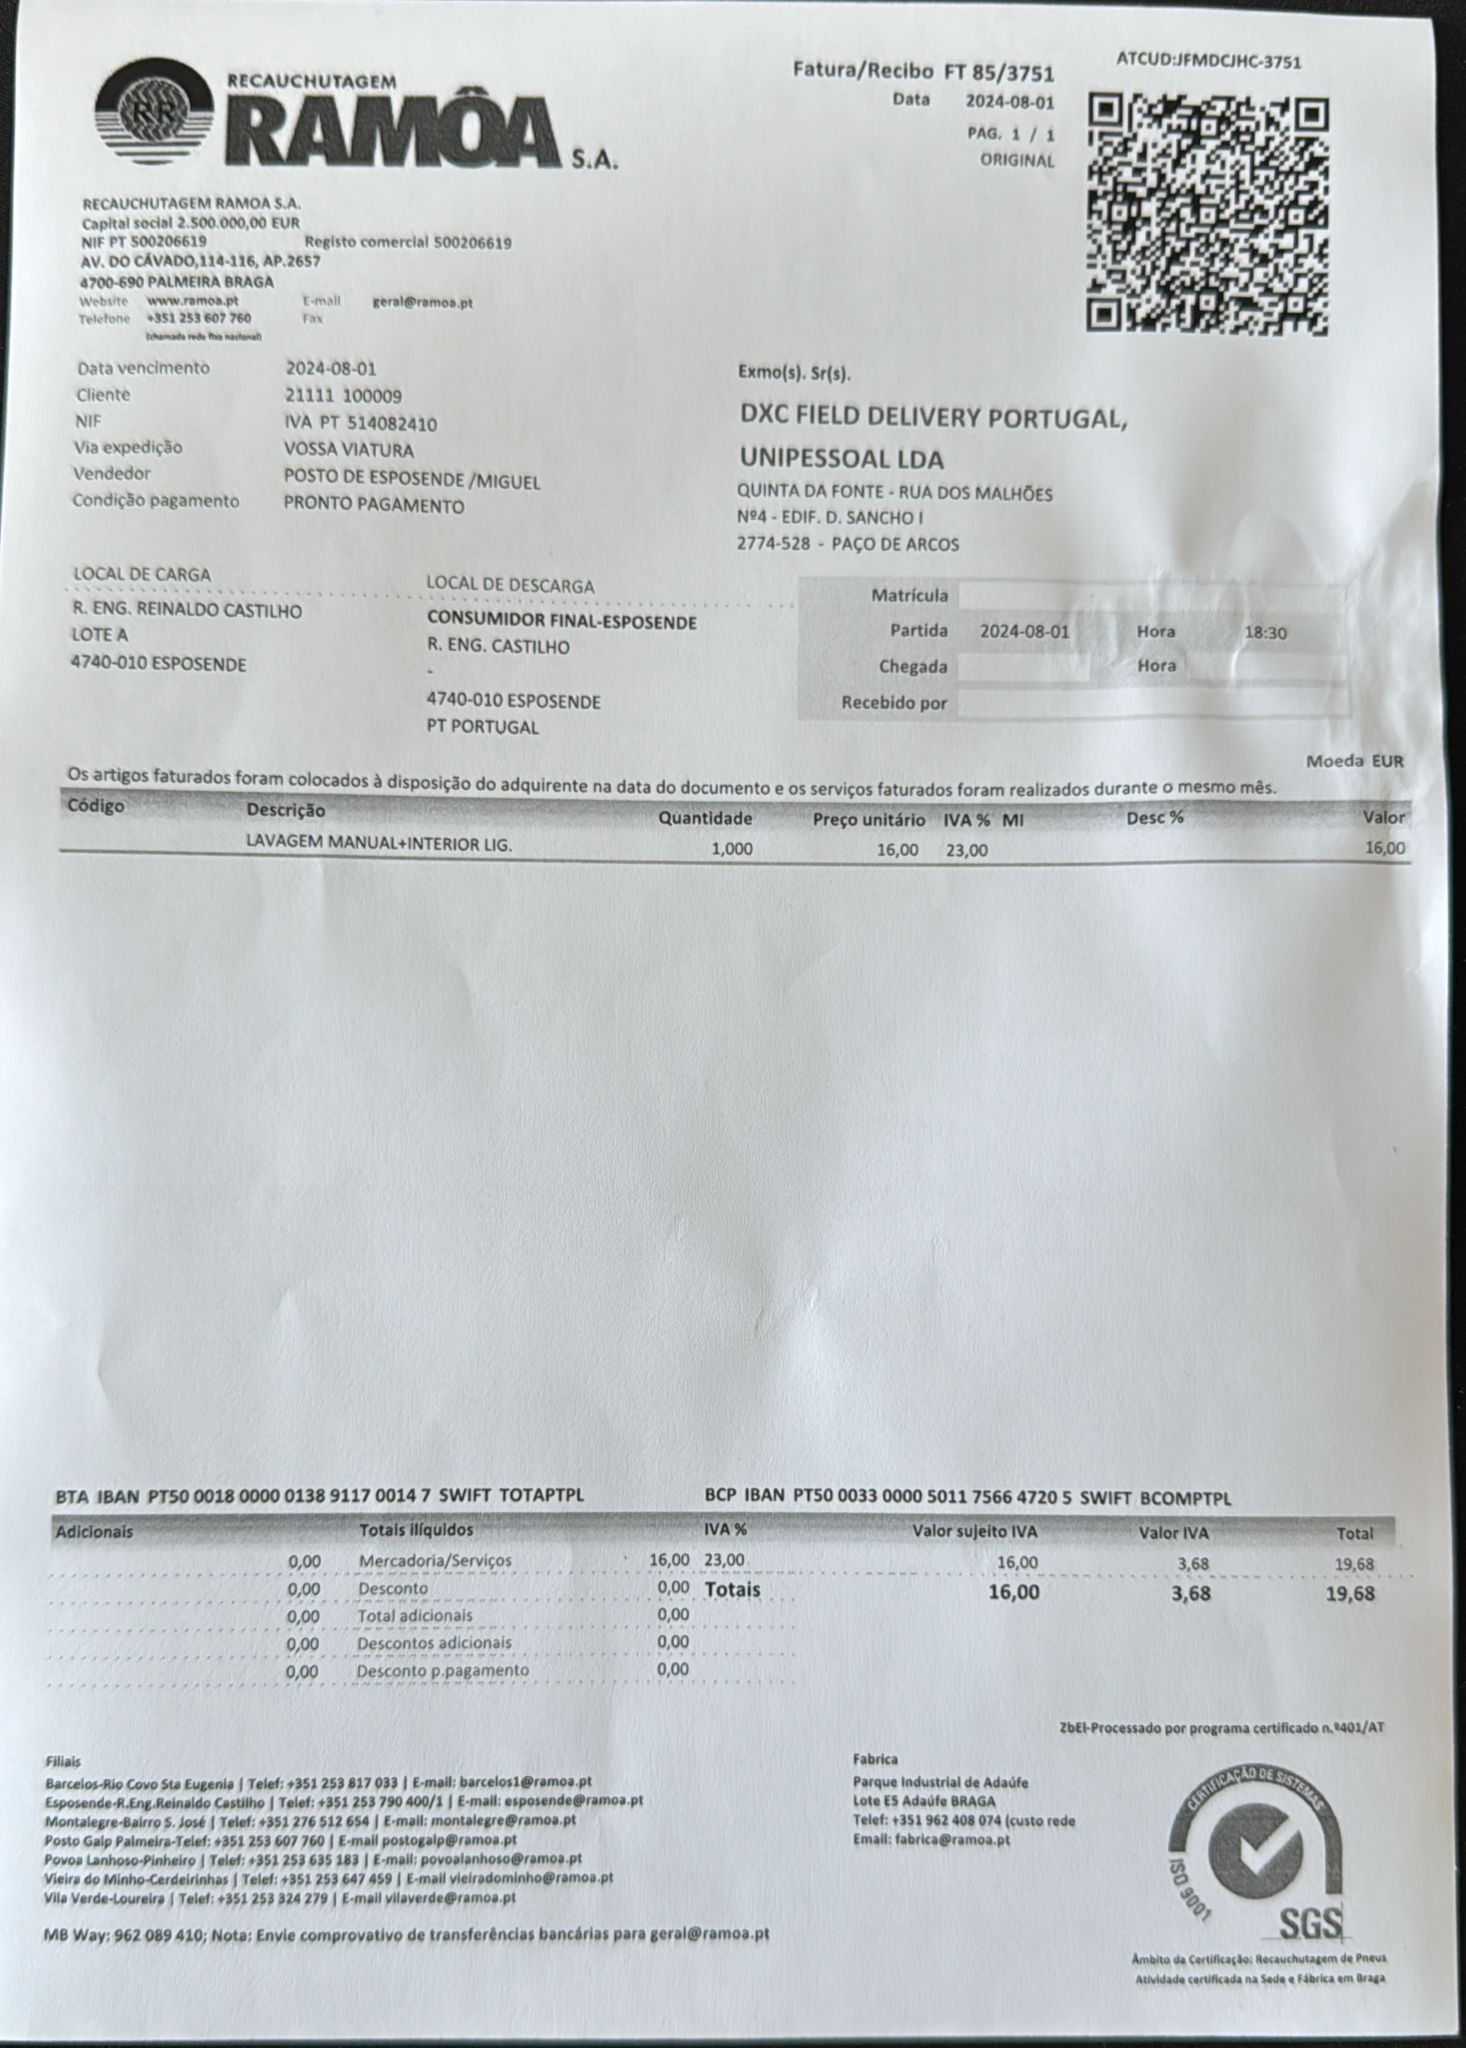 RECAUCHUTAGEM
RAMÔA S.A.
RR
Fatura/Recibo FT 85/3751
Data 2024-08-01
PAG. 1 / 1
ORIGINAL
ATCUD:JFMDCJHC-3751
RECAUCHUTAGEM RAMOA S.A.
Capital social 2.500.000,00 EUR
NIF PT 500206619 Registo comercial 500206619
AV. DO CÁVADO,114-116, AP.2657
4700-690 PALMEIRA BRAGA
Website www.ramoa.pt E-mail geral@ramoa.pt
Telefone +351 253 607 760 Fax
(chamada rede fixa nacional)
Data vencimento 2024-08-01
Cliente 21111 100009
NIF IVA PT 514082410
Via expedição VOSSA VIATURA
Vendedor POSTO DE ESPOSENDE /MIGUEL
Condição pagamento PRONTO PAGAMENTO
Exmo(s). Sr(s).
DXC FIELD DELIVERY PORTUGAL,
UNIPESSOAL LDA
QUINTA DA FONTE - RUA DOS MALHÕES
Nº4 - EDIF. D. SANCHO I
2774-528 - PAÇO DE ARCOS
LOCAL DE CARGA
R. ENG. REINALDO CASTILHO
LOTE A
4740-010 ESPOSENDE
LOCAL DE DESCARGA
CONSUMIDOR FINAL-ESPOSENDE
R. ENG. CASTILHO
-
4740-010 ESPOSENDE
PT PORTUGAL
Matrícula
Partida 2024-08-01 Hora 18:30
Chegada Hora
Recebido por
Moeda EUR
Os artigos faturados foram colocados à disposição do adquirente na data do documento e os serviços faturados foram realizados durante o mesmo mês.
Código Descrição Quantidade Preço unitário IVA % MI Desc % Valor
LAVAGEM MANUAL+INTERIOR LIG. 1,000 16,00 23,00 16,00
BTA IBAN PT50 0018 0000 0138 9117 0014 7 SWIFT TOTAPTPL BCP IBAN PT50 0033 0000 5011 7566 4720 5 SWIFT BCOMPTPL
Adicionais Totais ilíquidos IVA % Valor sujeito IVA Valor IVA Total
0,00 Mercadoria/Serviços 16,00 23,00 16,00 3,68 19,68
0,00 Desconto 0,00 Totais 16,00 3,68 19,68
0,00 Total adicionais 0,00
0,00 Descontos adicionais 0,00
0,00 Desconto p.pagamento 0,00
ZbEl-Processado por programa certificado n.º401/AT
Filiais
Barcelos-Rio Covo Sta Eugenia | Telef: +351 253 817 033 | E-mail: barcelos1@ramoa.pt
Esposende-R.Eng.Reinaldo Castilho | Telef: +351 253 790 400/1 | E-mail: esposende@ramoa.pt
Montalegre-Bairro S. José | Telef: +351 276 512 654 | E-mail: montalegre@ramoa.pt
Posto Galp Palmeira-Telef: +351 253 607 760 | E-mail postogalp@ramoa.pt
Povoa Lanhoso-Pinheiro | Telef: +351 253 635 183 | E-mail: povoalanhoso@ramoa.pt
Vieira do Minho-Cerdeirinhas | Telef: +351 253 647 459 | E-mail vieiradominho@ramoa.pt
Vila Verde-Loureira | Telef: +351 253 324 279 | E-mail vilaverde@ramoa.pt
Fabrica
Parque Industrial de Adaúfe
Lote E5 Adaúfe BRAGA
Telef: +351 962 408 074 (custo rede
Email: fabrica@ramoa.pt
MB Way: 962 089 410; Nota: Envie comprovativo de transferências bancárias para geral@ramoa.pt
CERTIFICAÇÃO DE SISTEMAS
ISO 9001
SGS
Âmbito da Certificação: Recauchutagem de Pneus
Atividade certificada na Sede e Fábrica em Braga